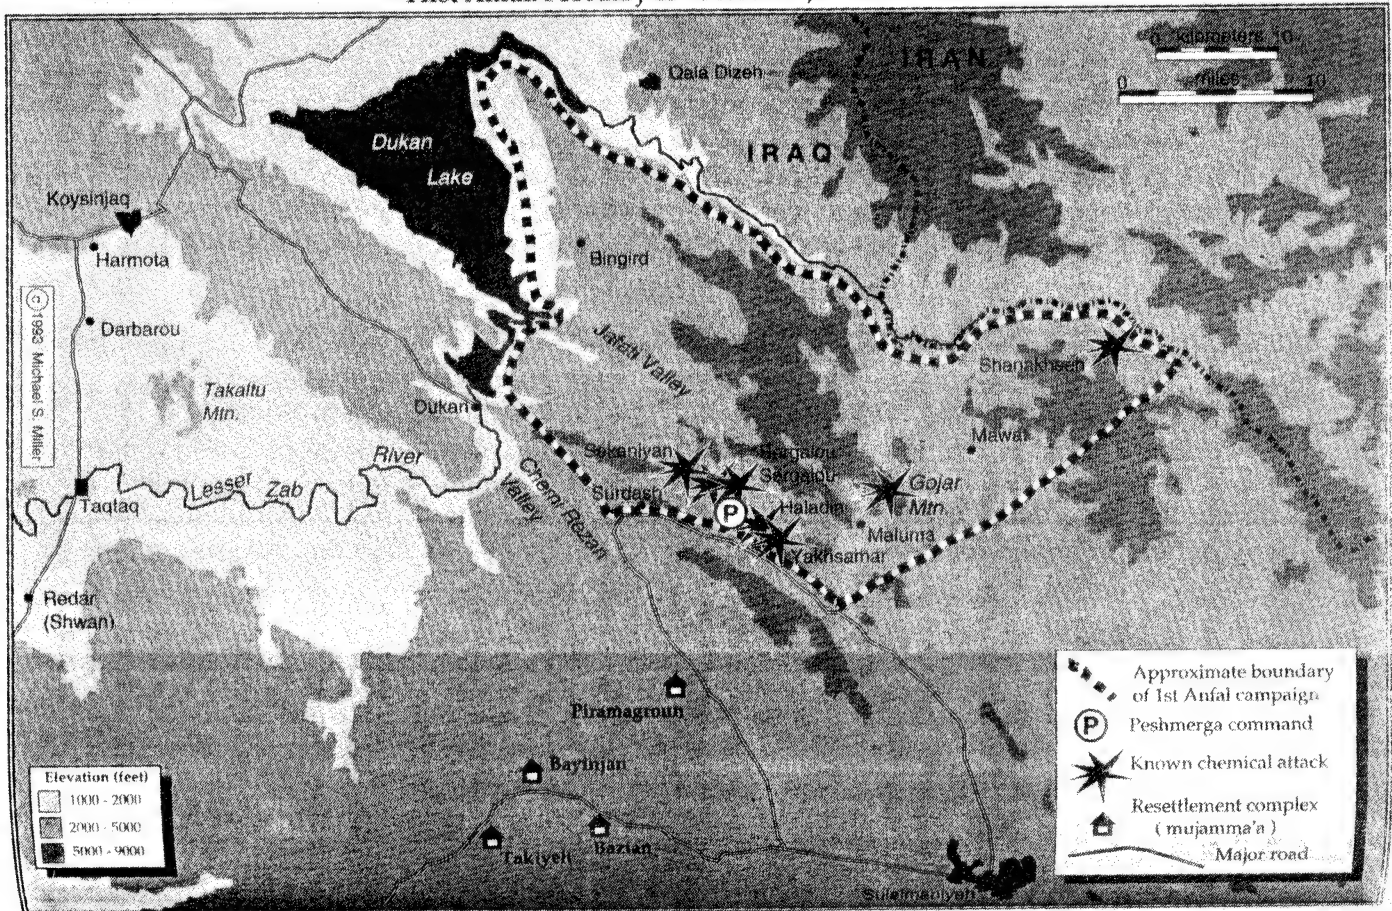 kilometers
0 10
miles
0 10
IRAN
IRAQ
Qala Dizeh
Dukan
Lake
Koysinjaq
Harmota
Bingird
Darbarou
© 1993 Michael S. Miller
Takaltu
Mtn.
Jafati Valley
Shanakhseh
Dukan
Mawat
Sekaniyan
Bergalou
Sergalou
River
Lesser Zab
Gojar
Mtn.
Chemi Rezan
Valley
Surdash
Haladin
Taqtaq
Maluma
Yakhsamar
Redar
(Shwan)
Piramagroun
Bayinjan
Takiyeh
Bazian
Suleimaniyeh
Approximate boundary
of 1st Anfal campaign
P
Peshmerga command
Known chemical attack
Resettlement complex
( mujamma'a )
Major road
Elevation (feet)
1000 - 2000
2000 - 5000
5000 - 9000
P